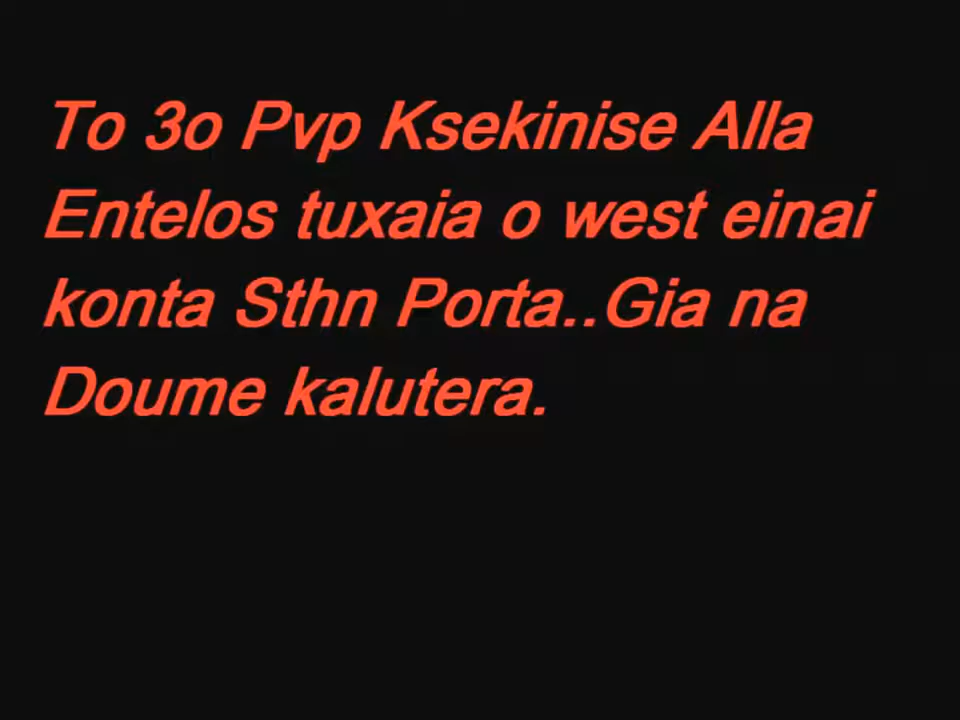 To 3o Pvp Ksekinise Alla
Entelos tuxaia o west einai
konta Sthn Porta..Gia na
Doume kalutera.